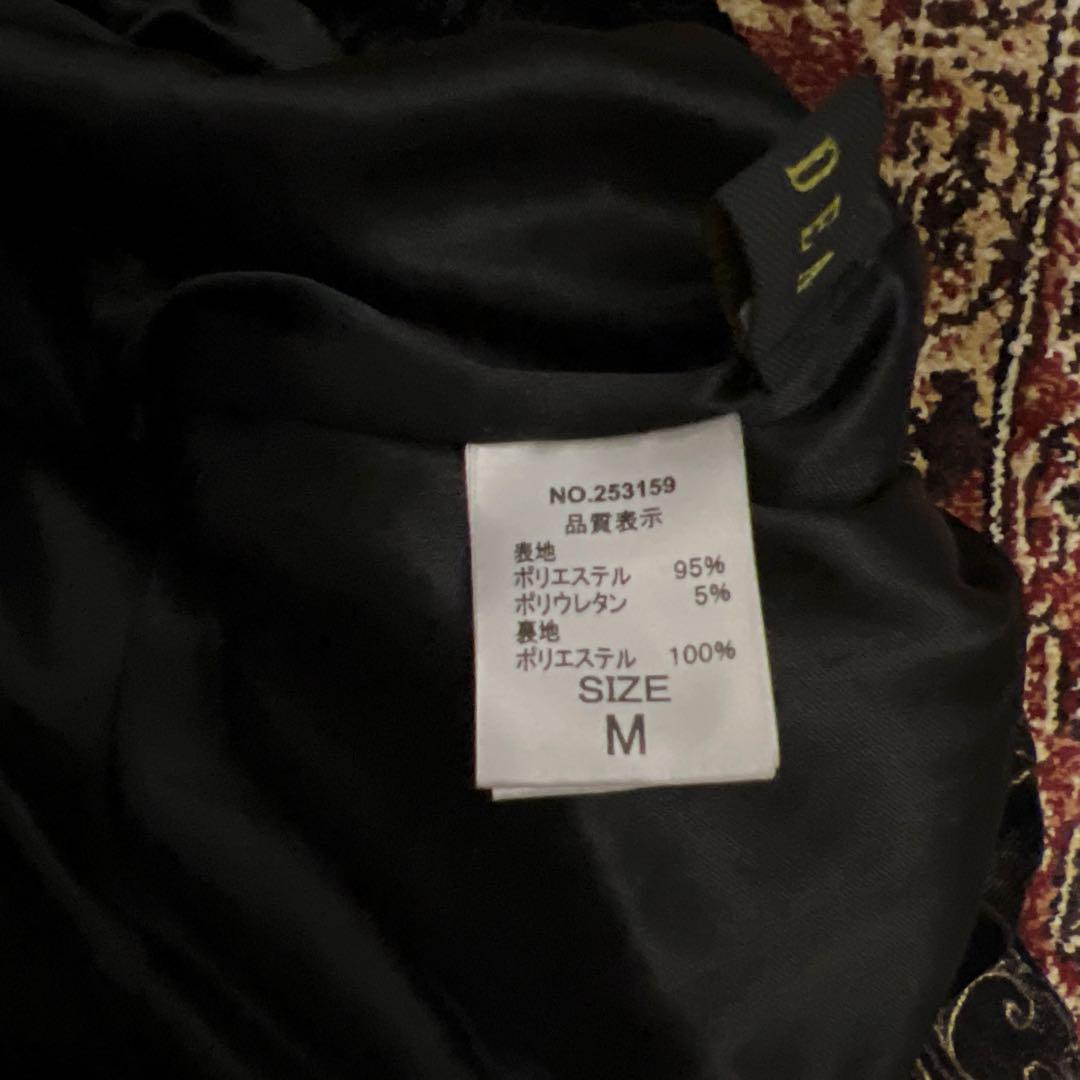 DEA
NO.253159
品質表示
表地
ポリエステル 95%
ポリウレタン 5%
裏地
ポリエステル 100%
SIZE
M